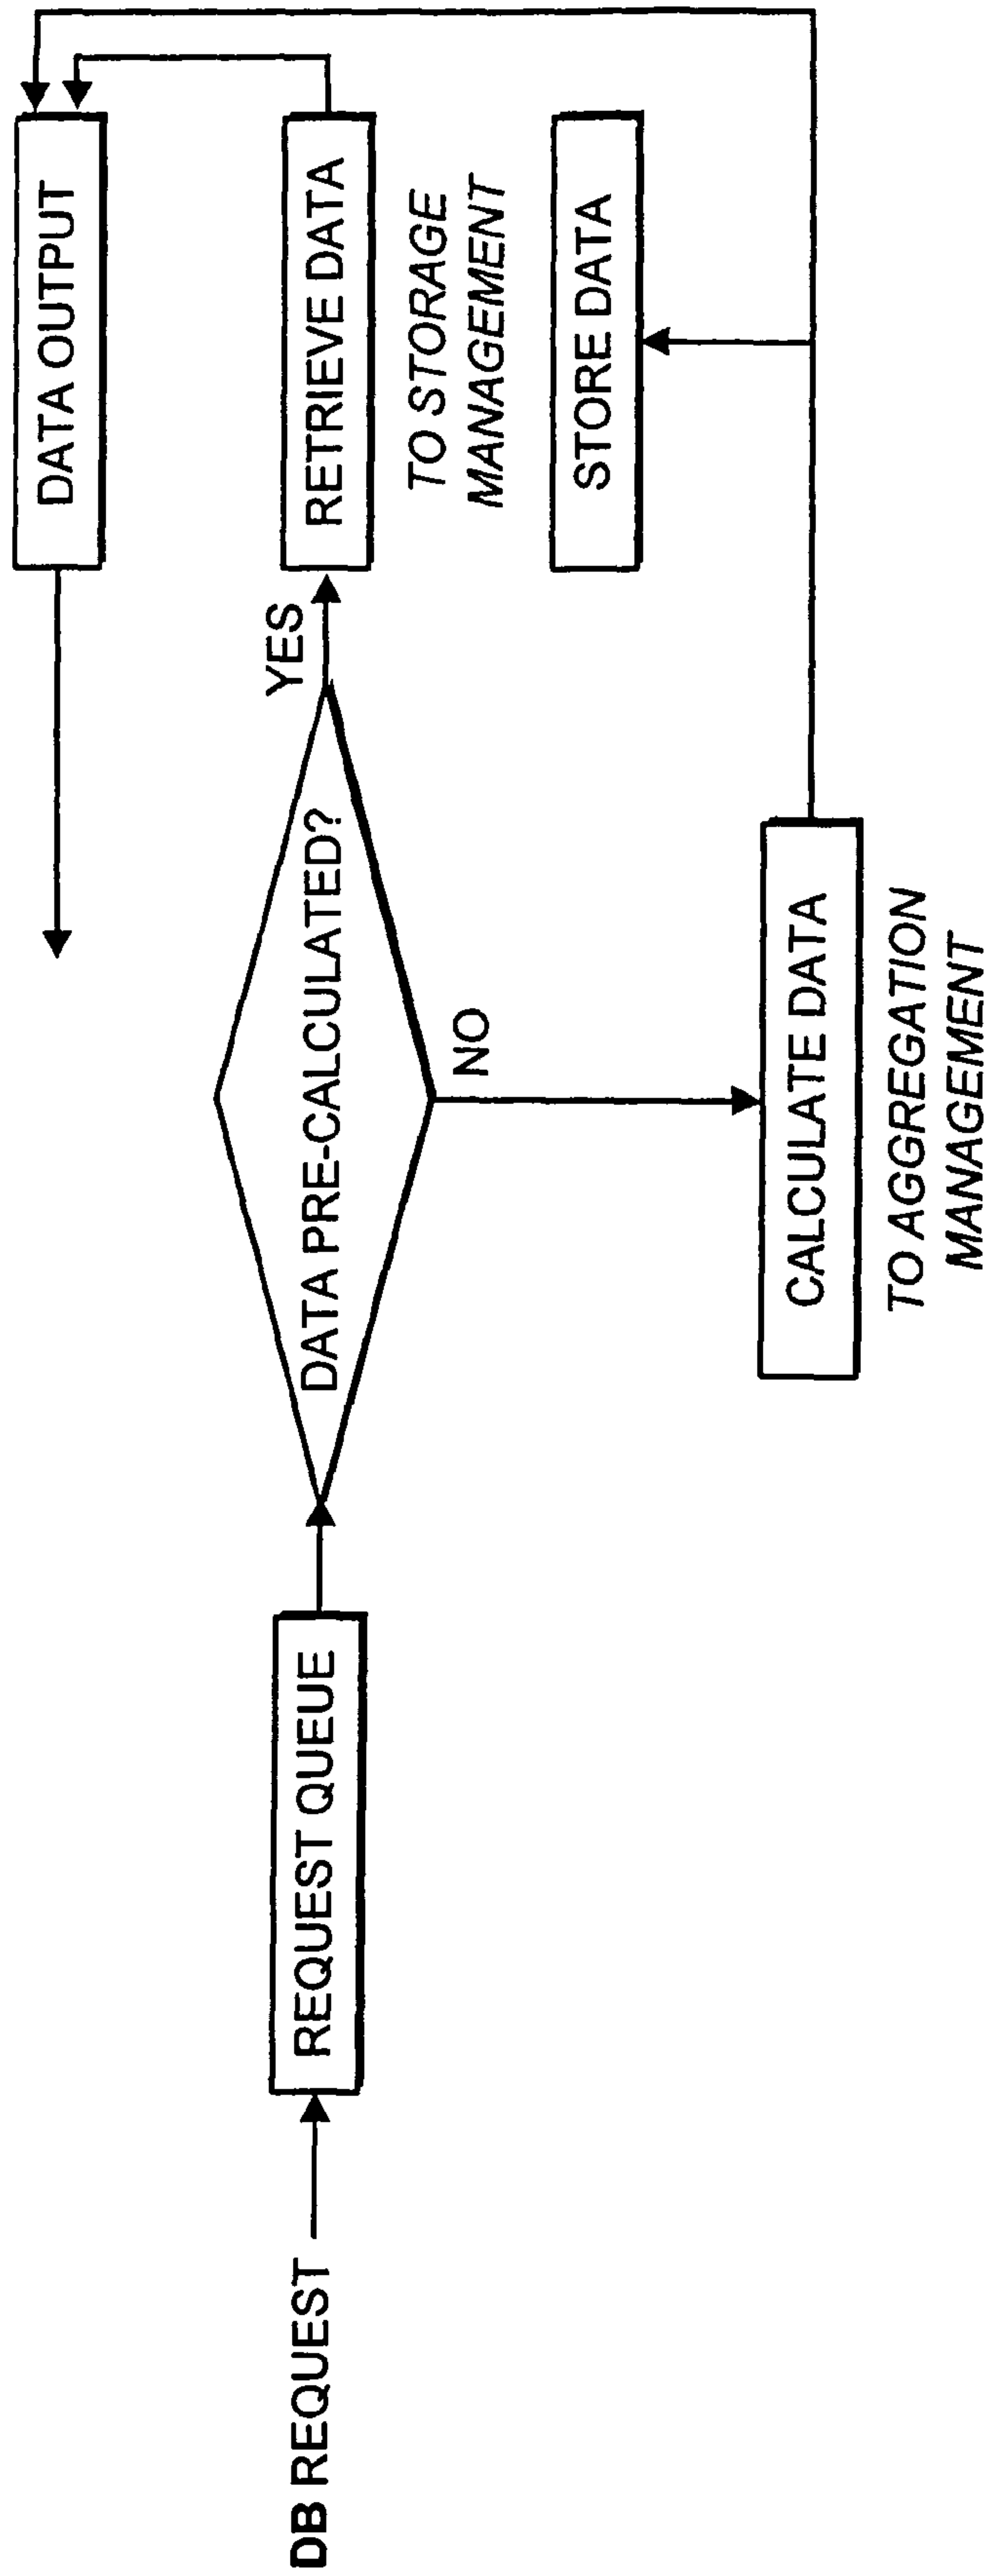 DB REQUEST
REQUEST QUEUE
DATA PRE-CALCULATED?
YES
NO
DATA OUTPUT
RETRIEVE DATA
TO STORAGE
MANAGEMENT
STORE DATA
CALCULATE DATA
TO AGGREGATION
MANAGEMENT